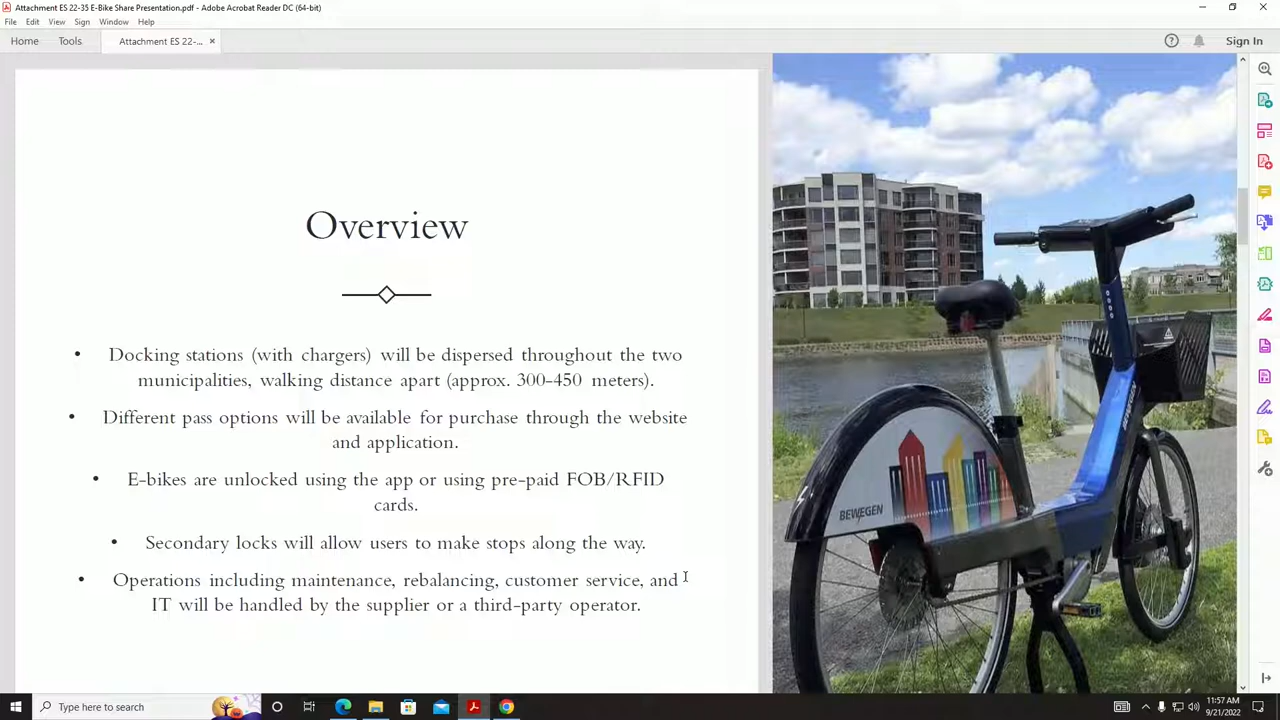 Attachment ES 22-35 E-Bike Share Presentation.pdf - Adobe Acrobat Reader DC (64-bit)
File Edit View Sign Window Help
Home Tools Attachment ES 22-... × Sign In
Overview
• Docking stations (with chargers) will be dispersed throughout the two
municipalities, walking distance apart (approx. 300-450 meters).
• Different pass options will be available for purchase through the website
and application.
• E-bikes are unlocked using the app or using pre-paid FOB/RFID
cards.
• Secondary locks will allow users to make stops along the way.
• Operations including maintenance, rebalancing, customer service, and
IT will be handled by the supplier or a third-party operator.
BEWEGEN
BEWEGEN
Type here to search
11:57 AM
9/21/2022